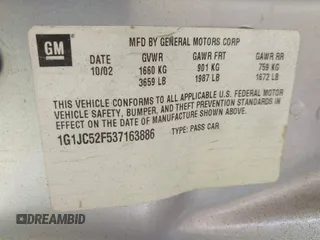 GM
MFD BY GENERAL MOTORS CORP
DATE GVWR GAWR FRT GAWR RR
10/02 1660 KG 901 KG 759 KG
3659 LB 1987 LB 1672 LB
THIS VEHICLE CONFORMS TO ALL APPLICABLE U.S. FEDERAL MOTOR
VEHICLE SAFETY, BUMPER, AND THEFT PREVENTION STANDARDS IN
EFFECT ON THE DATE OF MANUFACTURE SHOWN ABOVE.
1G1JC52F537163886 TYPE: PASS CAR
DREAMBID